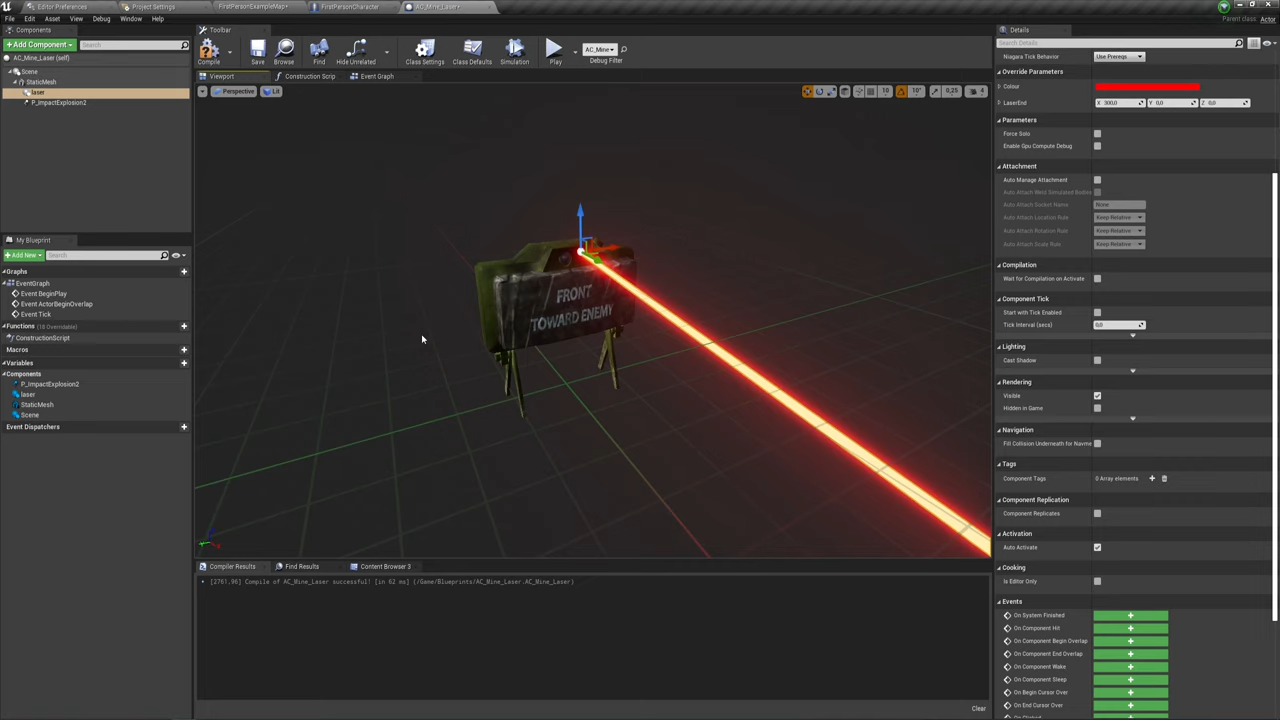 Editor Preferences
Project Settings
FirstPersonExampleMap•
FirstPersonCharacter
AC_Mine_Laser•
File Edit Asset View Debug Window Help
Parent class: Actor
Components
Toolbar
Details
+Add Component
Search
Search Details
Compile
Save
Browse
Find
Hide Unrelated
Class Settings
Class Defaults
Simulation
Play
AC_Mine
Debug Filter
AC_Mine_Laser (self)
Scene
StaticMesh
laser
P_ImpactExplosion2
Viewport
Construction Scrip
Event Graph
Perspective
Lit
10
10°
0,25
4
FRONT
TOWARD ENEMY
Niagara Tick Behavior
Use Prereqs
Override Parameters
Colour
LaserEnd
X 300,0
Y 0,0
Z 0,0
Parameters
Force Solo
Enable Gpu Compute Debug
Attachment
Auto Manage Attachment
Auto Attach Weld Simulated Bodies
Auto Attach Socket Name
None
Auto Attach Location Rule
Keep Relative
Auto Attach Rotation Rule
Keep Relative
Auto Attach Scale Rule
Keep Relative
Compilation
Wait for Compilation on Activate
Component Tick
Start with Tick Enabled
Tick Interval (secs)
0,0
Lighting
Cast Shadow
Rendering
Visible
Hidden in Game
Navigation
Fill Collision Underneath for Navme
Tags
Component Tags
0 Array elements
Component Replication
Component Replicates
Activation
Auto Activate
Cooking
Is Editor Only
Events
On System Finished
On Component Hit
On Component Begin Overlap
On Component End Overlap
On Component Wake
On Component Sleep
On Begin Cursor Over
On End Cursor Over
My Blueprint
+Add New
Search
Graphs
EventGraph
Event BeginPlay
Event ActorBeginOverlap
Event Tick
Functions (18 Overridable)
ConstructionScript
Macros
Variables
Components
P_ImpactExplosion2
laser
StaticMesh
Scene
Event Dispatchers
Compiler Results
Find Results
Content Browser 3
[2761,96] Compile of AC_Mine_Laser successful! [in 62 ms] (/Game/Blueprints/AC_Mine_Laser.AC_Mine_Laser)
Clear